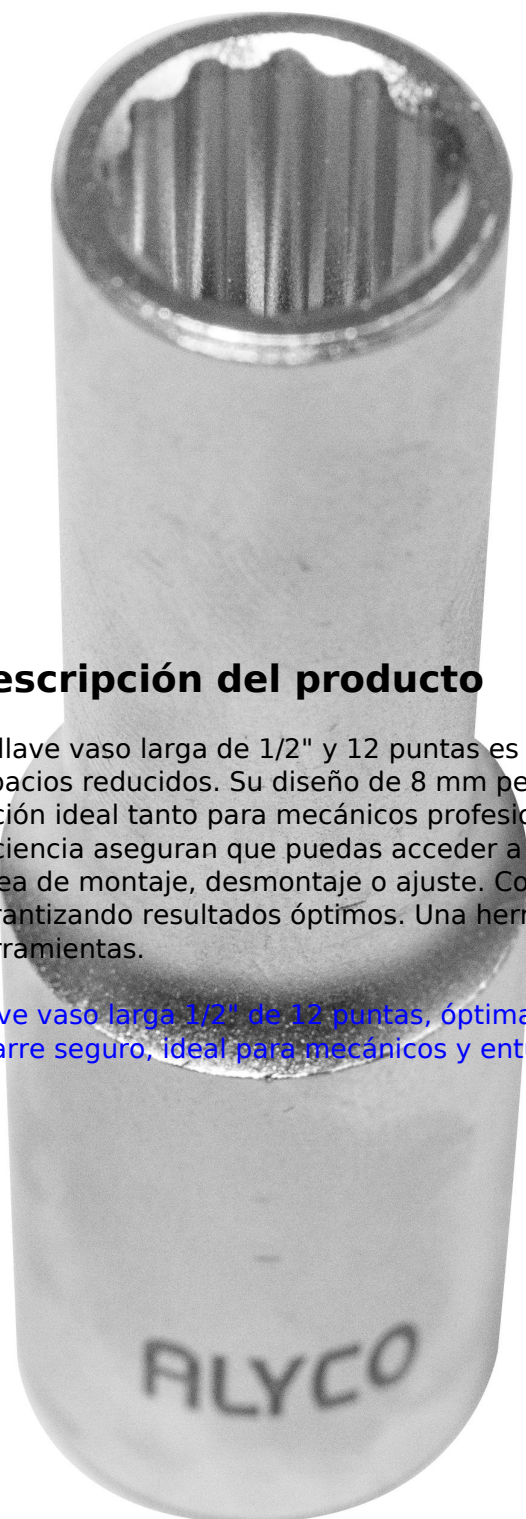 escripción del producto
llave vaso larga de 1/2" y 12 puntas es
pacios reducidos. Su diseño de 8 mm pe
ción ideal tanto para mecánicos profesio
ciencia aseguran que puedas acceder a
ea de montaje, desmontaje o ajuste. Co
rantizando resultados óptimos. Una herr
rramientas.
ve vaso larga 1/2" de 12 puntas, óptima
arre seguro, ideal para mecánicos y entu
ALYCO